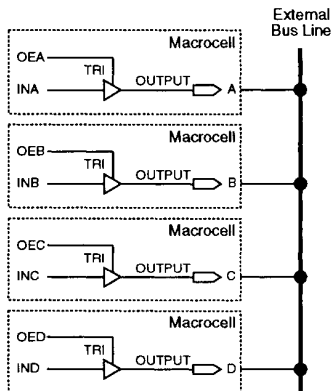 External
Bus Line
Macrocell
OEA
TRI
OUTPUT
INA
A
Macrocell
OEB
TRI
OUTPUT
INB
B
Macrocell
OEC
TRI
OUTPUT
INC
C
Macrocell
OED
TRI
OUTPUT
IND
D